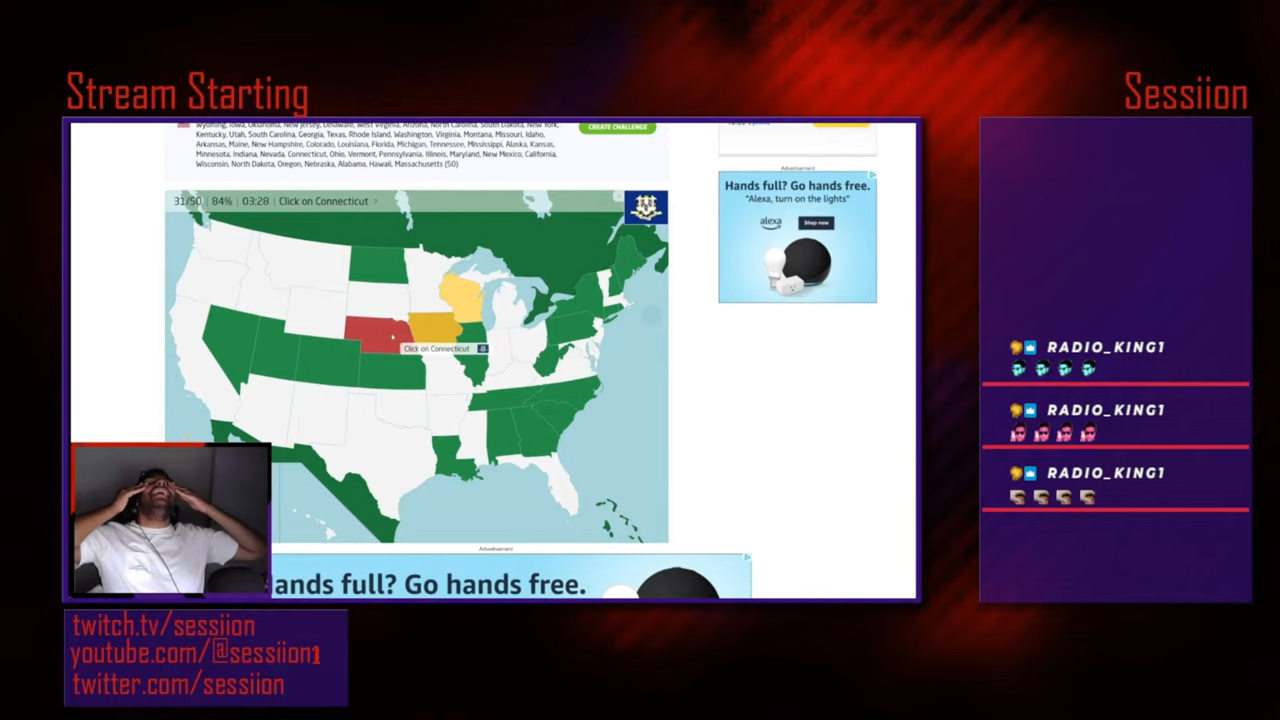 Stream Starting
Sessiion
Wyoming, Iowa, Oklahoma, New Jersey, Delaware, West Virginia, Arizona, North Carolina, South Dakota, New York,
Kentucky, Utah, South Carolina, Georgia, Texas, Rhode Island, Washington, Virginia, Montana, Missouri, Idaho,
Arkansas, Maine, New Hampshire, Colorado, Louisiana, Florida, Michigan, Tennessee, Mississippi, Alaska, Kansas,
Minnesota, Indiana, Nevada, Connecticut, Ohio, Vermont, Pennsylvania, Illinois, Maryland, New Mexico, California,
Wisconsin, North Dakota, Oregon, Nebraska, Alabama, Hawaii, Massachusetts (50)
CREATE CHALLENGE
Advertisement
Hands full? Go hands free.
"Alexa, turn on the lights"
alexa
Shop now
31/50 | 84% | 03:28 | Click on Connecticut
Click on Connecticut
RADIO_KING1
RADIO_KING1
RADIO_KING1
Advertisement
ands full? Go hands free.
twitch.tv/sessiion
youtube.com/@sessiion1
twitter.com/sessiion